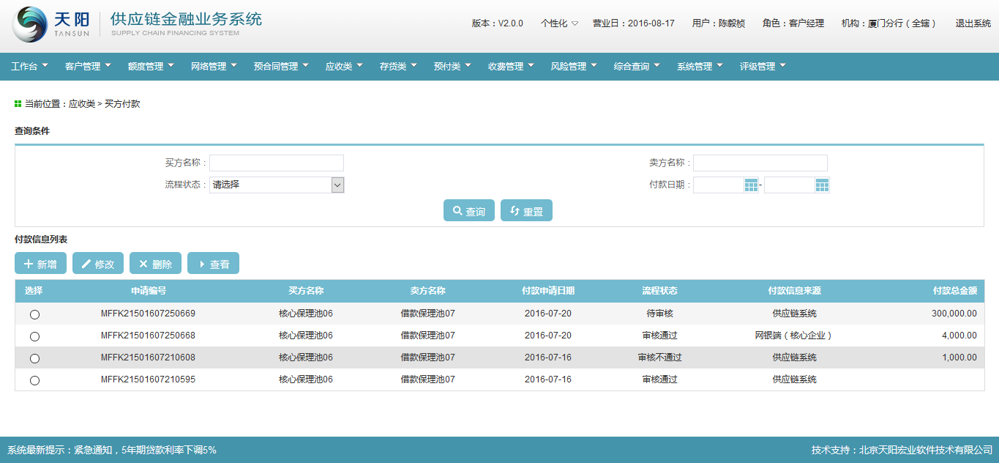 天阳 供应链金融业务系统
TANSUN SUPPLY CHAIN FINANCING SYSTEM
版本：V2.0.0 个性化 营业日：2016-08-17 用户：陈毅桢 角色：客户经理 机构：厦门分行（全辖） 退出系统
工作台 客户管理 额度管理 网络管理 预合同管理 应收类 存货类 预付类 收费管理 风险管理 综合查询 系统管理 评级管理
当前位置：应收类 > 买方付款
查询条件
买方名称： 卖方名称：
流程状态： 请选择 付款日期： -
查询 重置
付款信息列表
新增 修改 删除 查看
选择 申请编号 买方名称 卖方名称 付款申请日期 流程状态 付款信息来源 付款总金额
MFFK21501607250669 核心保理池06 借款保理池07 2016-07-20 待审核 供应链系统 300,000.00
MFFK21501607250668 核心保理池06 借款保理池07 2016-07-20 审核通过 网银端（核心企业） 4,000.00
MFFK21501607210608 核心保理池06 借款保理池07 2016-07-16 审核不通过 供应链系统 1,000.00
MFFK21501607210595 核心保理池06 借款保理池07 2016-07-16 审核通过 供应链系统
系统最新提示：紧急通知，5年期贷款利率下调5% 技术支持：北京天阳宏业软件技术有限公司